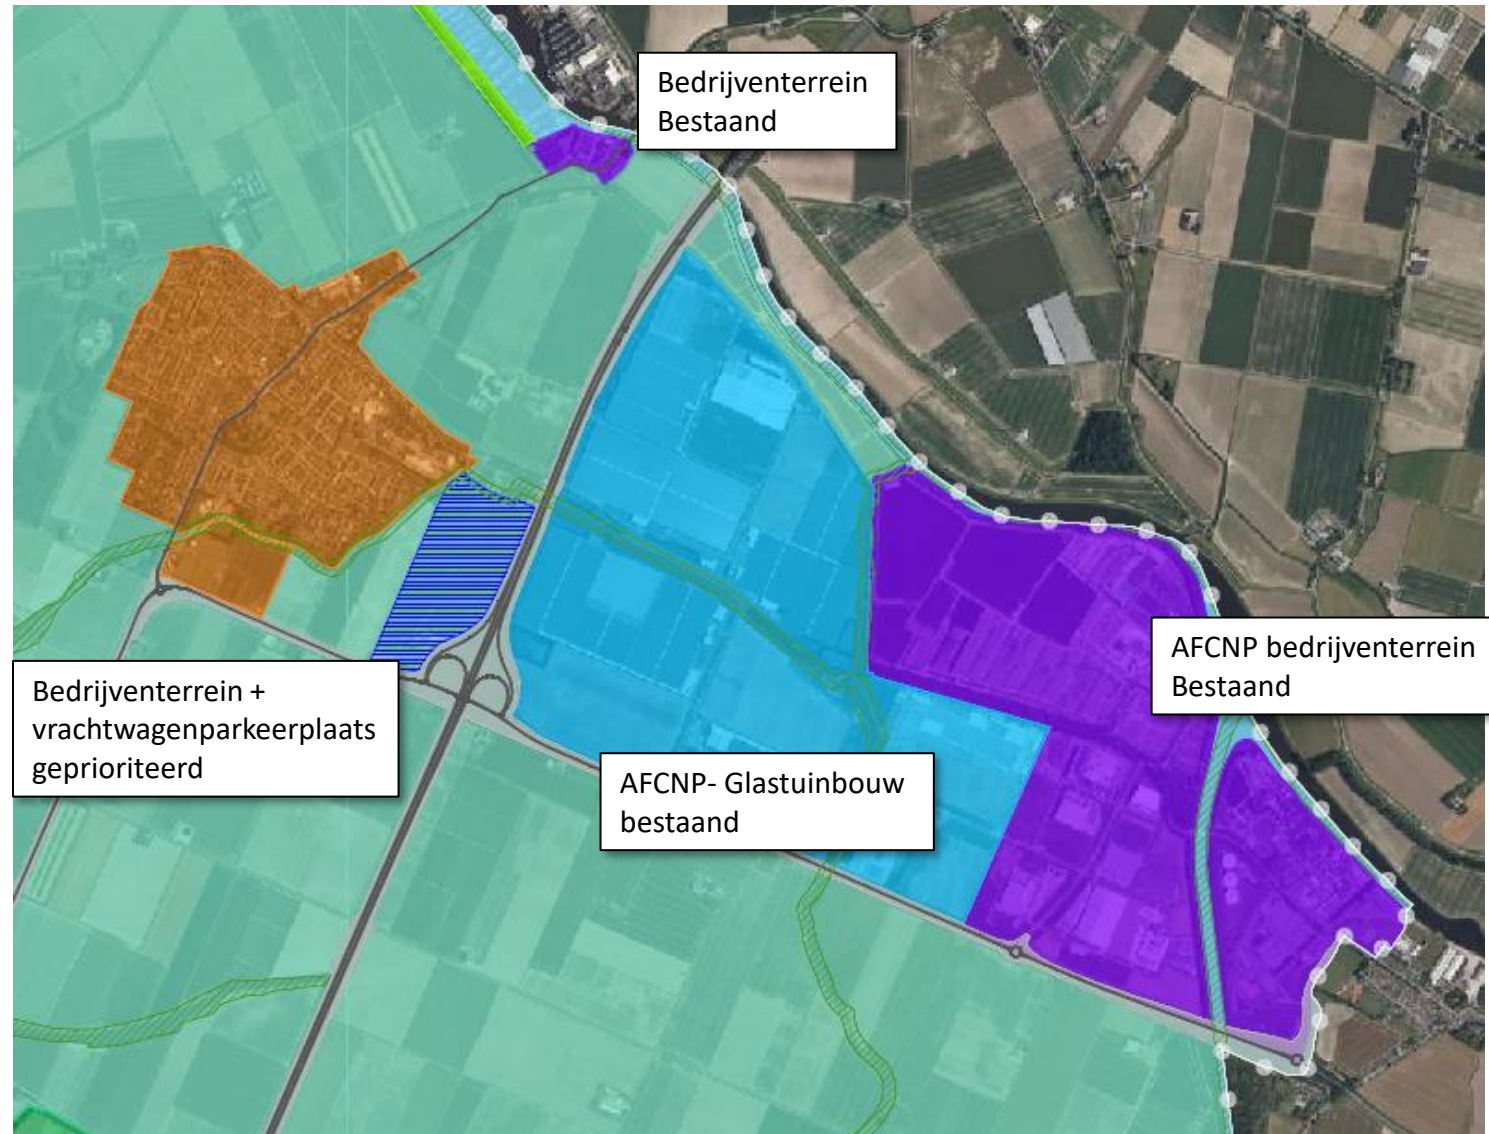 Bedrijventerrein
Bestaand
AFCNP bedrijventerrein
Bestaand
Bedrijventerrein +
vrachtwagenparkeerplaats
geprioriteerd
AFCNP- Glastuinbouw
bestaand